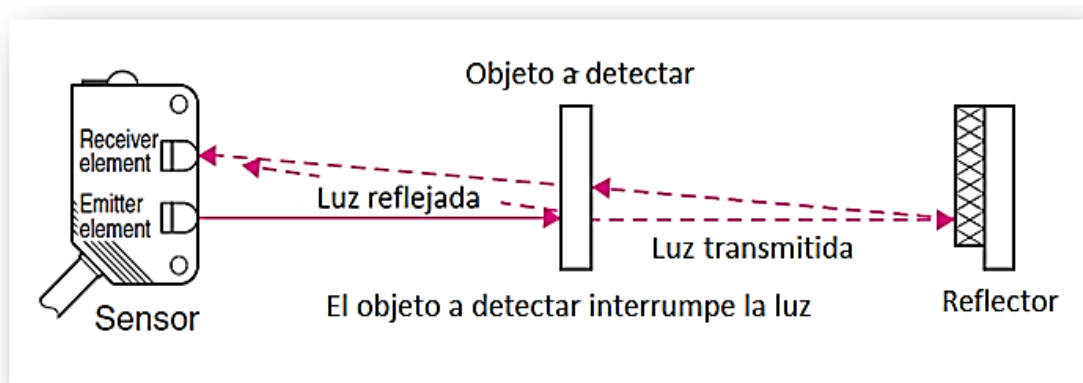 Objeto a detectar
Receiver
element
Luz reflejada
Emitter
element
Luz transmitida
El objeto a detectar interrumpe la luz
Reflector
Sensor